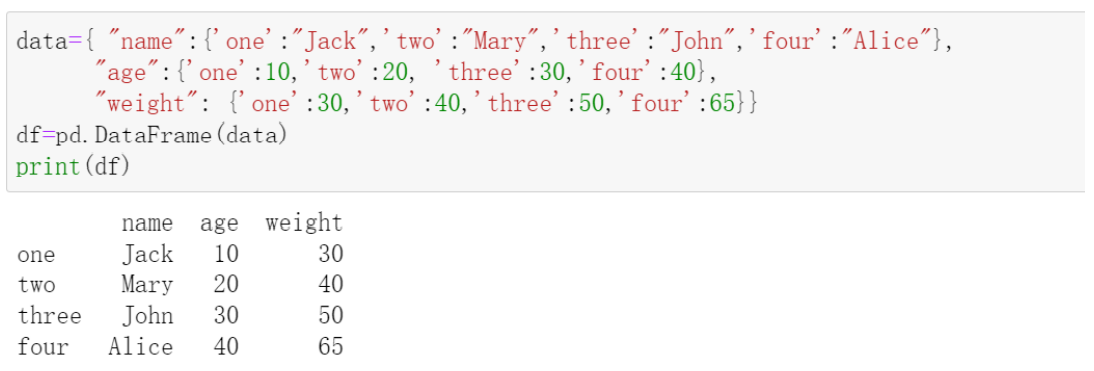 data={ "name":{'one':"Jack",'two':"Mary",'three':"John",'four':"Alice"},
"age":{'one':10,'two':20, 'three':30,'four':40},
"weight": {'one':30,'two':40,'three':50,'four':65}}
df=pd.DataFrame(data)
print(df)
name age weight
one Jack 10 30
two Mary 20 40
three John 30 50
four Alice 40 65